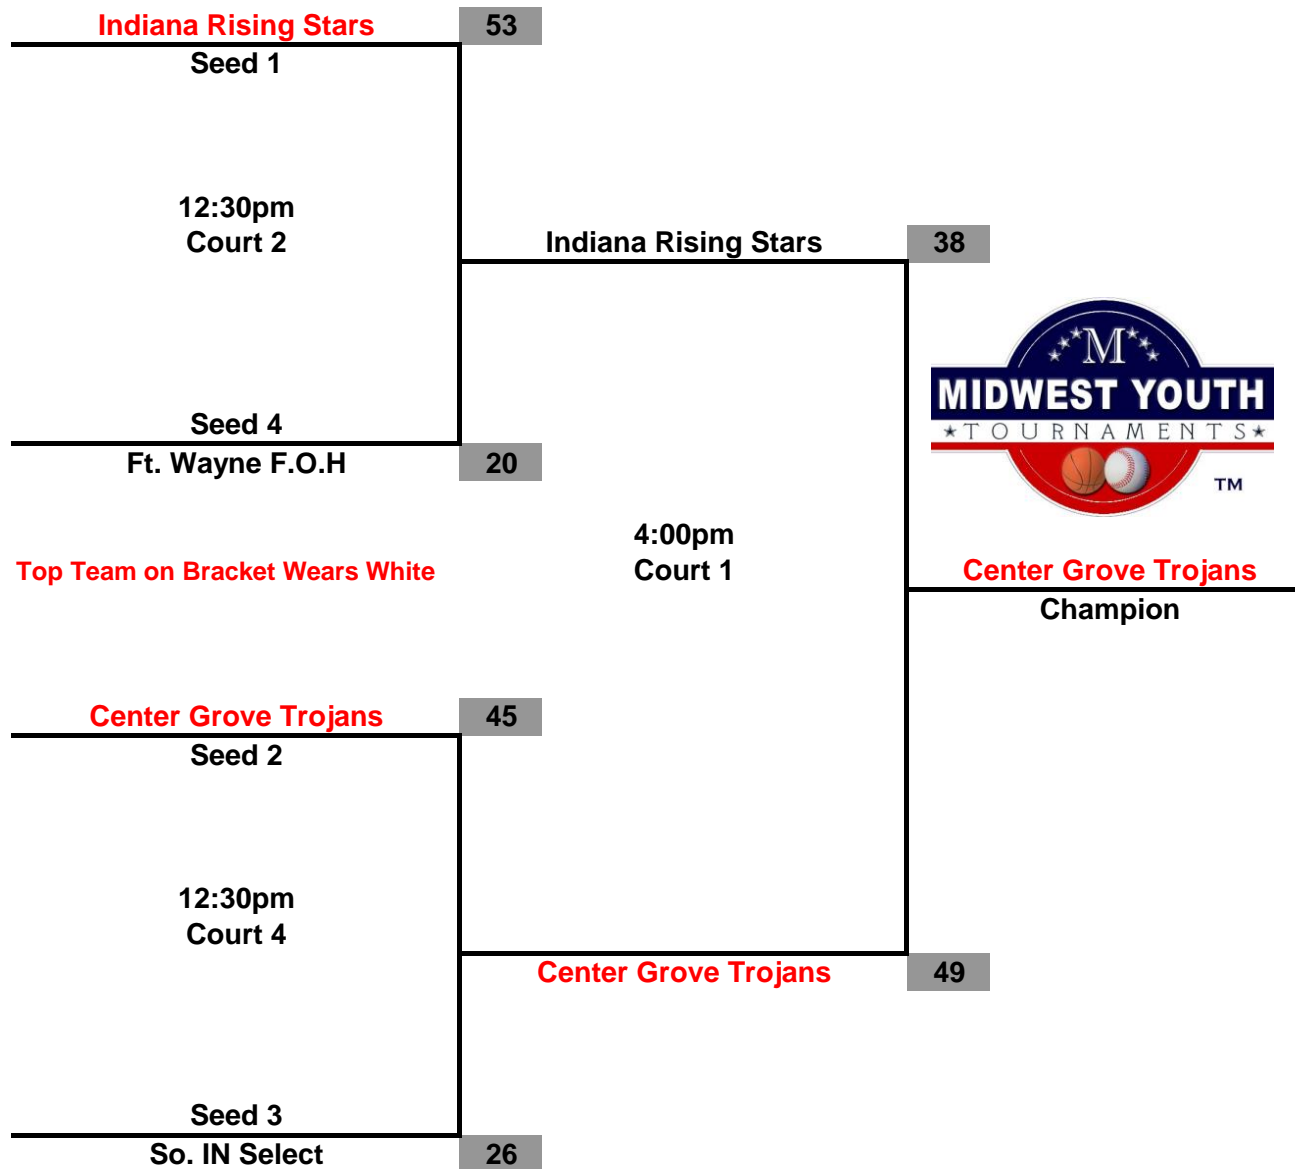 Indiana Rising Stars 53
Seed 1
12:30pm
Court 2
Indiana Rising Stars 38
M
MIDWEST YOUTH
TOURNAMENTS
TM
Seed 4
Ft. Wayne F.O.H 20
4:00pm
Top Team on Bracket Wears White
Court 1
Center Grove Trojans
Champion
Center Grove Trojans 45
Seed 2
12:30pm
Court 4
Center Grove Trojans 49
Seed 3
So. IN Select 26